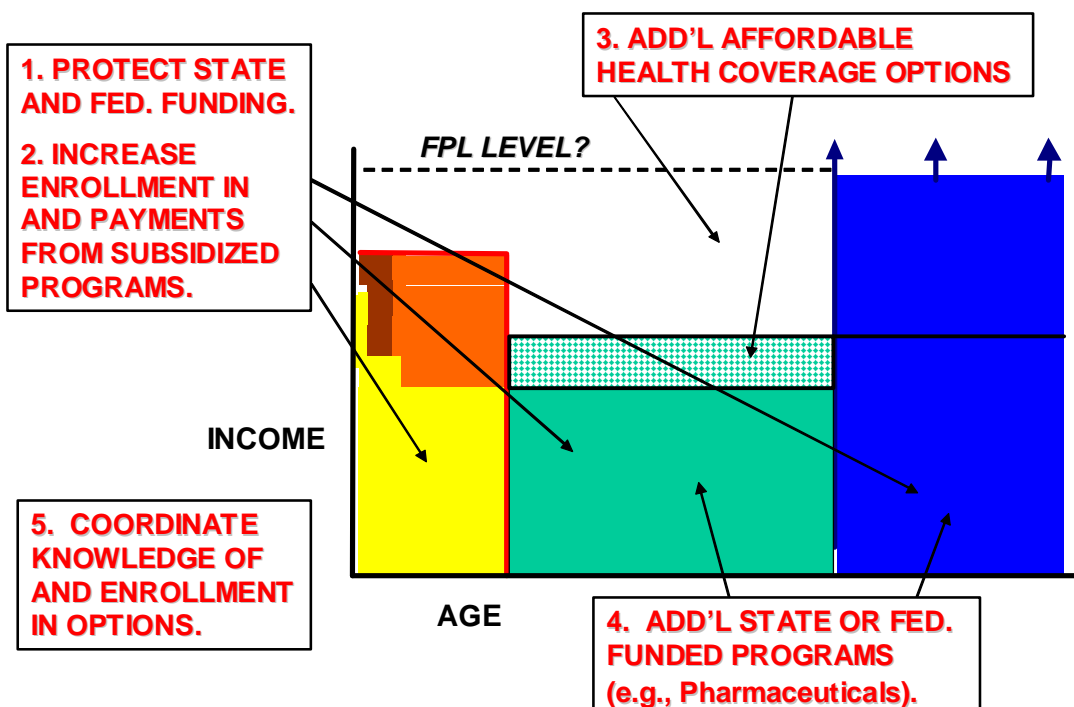 1. PROTECT STATE
AND FED. FUNDING.
2. INCREASE
ENROLLMENT IN
AND PAYMENTS
FROM SUBSIDIZED
PROGRAMS.
3. ADD'L AFFORDABLE
HEALTH COVERAGE OPTIONS
FPL LEVEL?
INCOME
5. COORDINATE
KNOWLEDGE OF
AND ENROLLMENT
IN OPTIONS.
AGE
4. ADD'L STATE OR FED.
FUNDED PROGRAMS
(e.g., Pharmaceuticals).